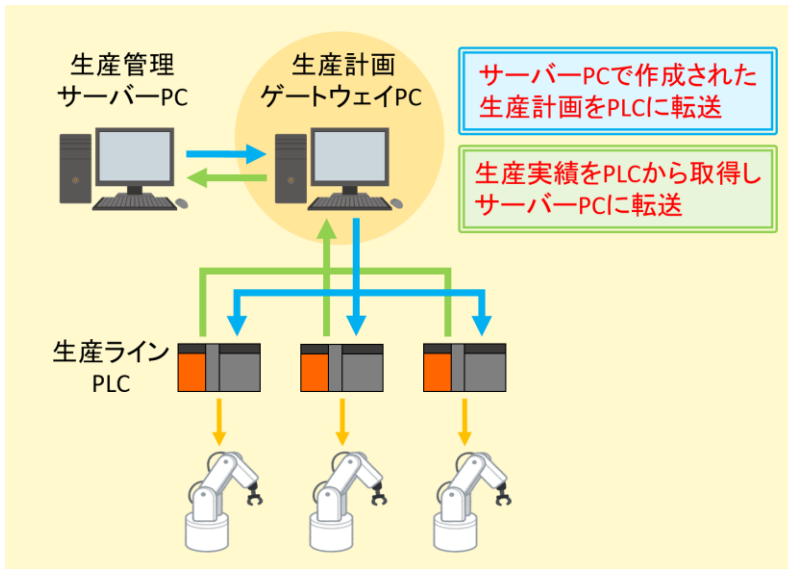 生産管理
サーバーPC
生産計画
ゲートウェイPC
サーバーPCで作成された
生産計画をPLCに転送
生産実績をPLCから取得し
サーバーPCに転送
生産ライン
PLC